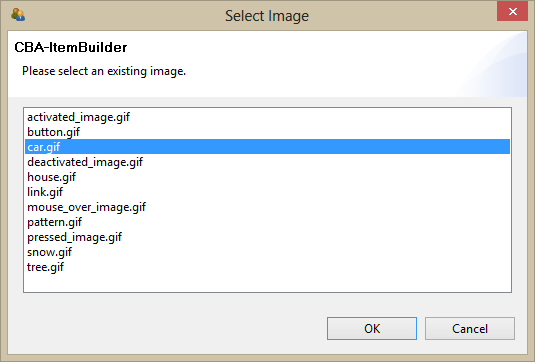 Select Image
CBA-ItemBuilder
Please select an existing image.
activated_image.gif
button.gif
car.gif
deactivated_image.gif
house.gif
link.gif
mouse_over_image.gif
pattern.gif
pressed_image.gif
snow.gif
tree.gif
OK Cancel